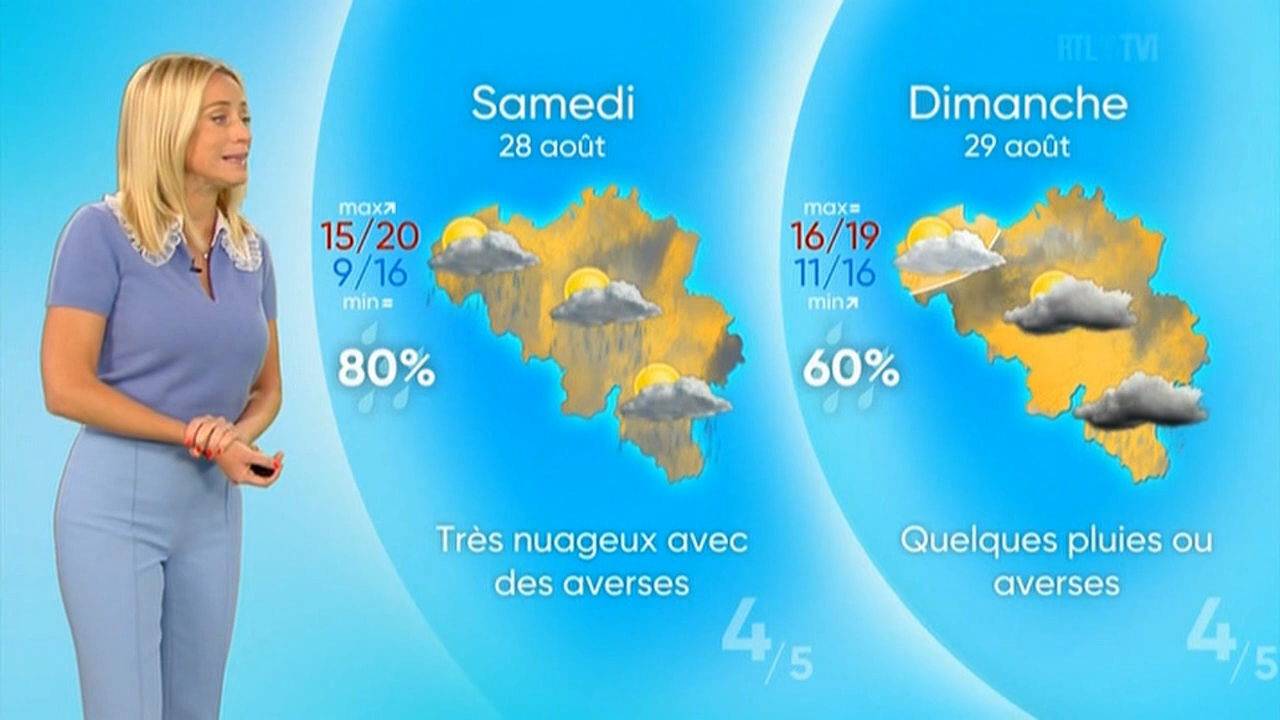 RTL TVI
Samedi
28 août
max
15/20
9/16
min=
80%
Très nuageux avec
des averses
4/5
Dimanche
29 août
max=
16/19
11/16
min
60%
Quelques pluies ou
averses
4/5